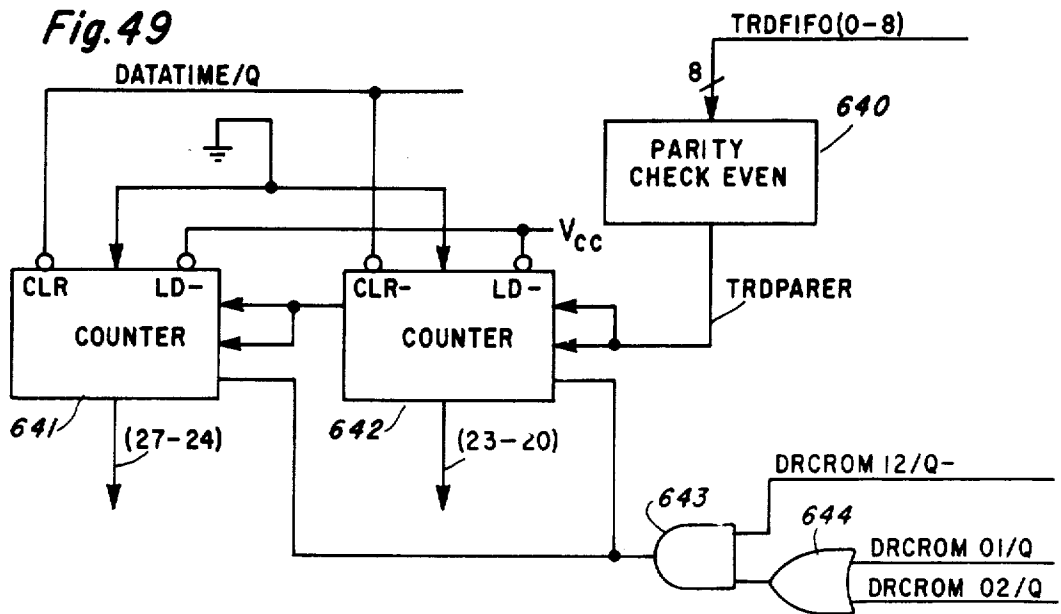 Fig. 49
TRDFIFO(0-8)
DATATIME/Q
8
640
PARITY
CHECK EVEN
VCC
CLR
LD-
CLR-
LD-
TRDPARER
COUNTER
COUNTER
641
(27-24)
642
(23-20)
DRCROM 12/Q-
643
644
DRCROM 01/Q
DRCROM 02/Q